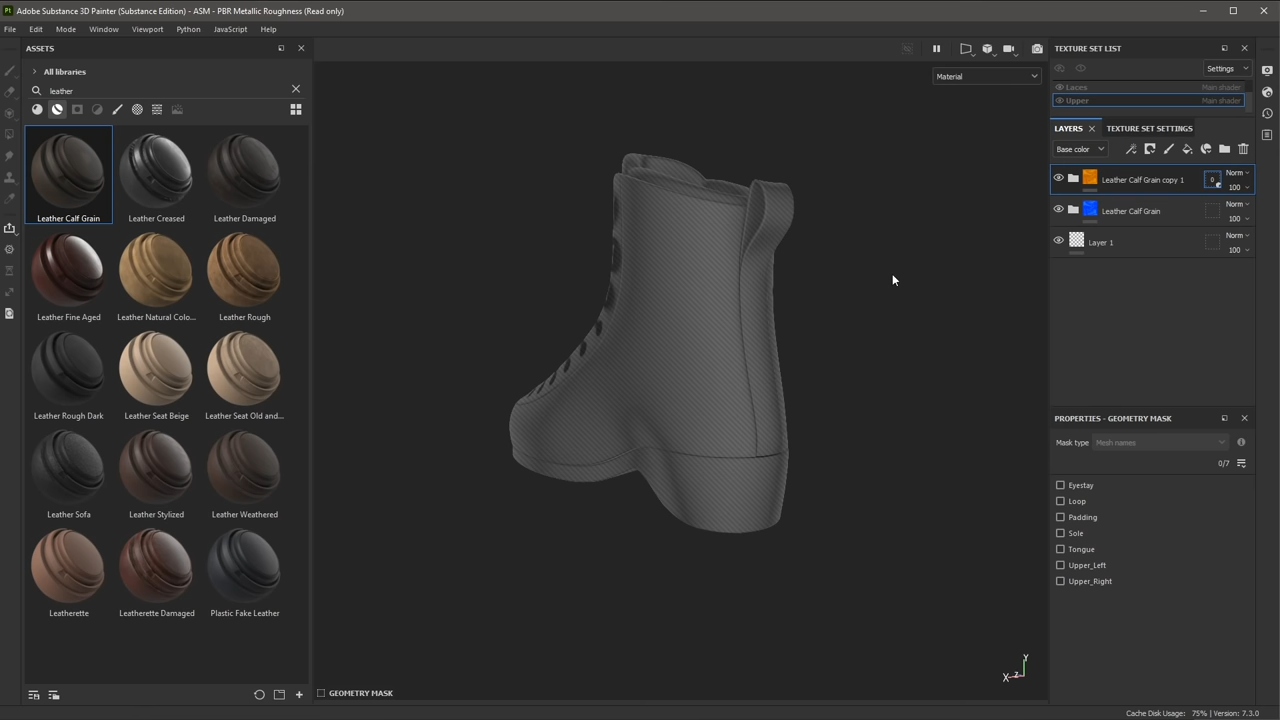 Pt Adobe Substance 3D Painter (Substance Edition) - ASM - PBR Metallic Roughness (Read only)
File Edit Mode Window Viewport Python JavaScript Help
ASSETS
All libraries
leather
Leather Calf Grain Leather Creased Leather Damaged
Leather Fine Aged Leather Natural Colo... Leather Rough
Leather Rough Dark Leather Seat Beige Leather Seat Old and...
Leather Sofa Leather Stylized Leather Weathered
Leatherette Leatherette Damaged Plastic Fake Leather
Material
GEOMETRY MASK
Y
X Z
TEXTURE SET LIST
Settings
Laces Main shader
Upper Main shader
LAYERS TEXTURE SET SETTINGS
Base color
Leather Calf Grain copy 1 0 Norm
100
Leather Calf Grain Norm
100
Layer 1 Norm
100
PROPERTIES - GEOMETRY MASK
Mask type Mesh names
0/7
Eyestay
Loop
Padding
Sole
Tongue
Upper_Left
Upper_Right
Cache Disk Usage: 75% | Version: 7.3.0